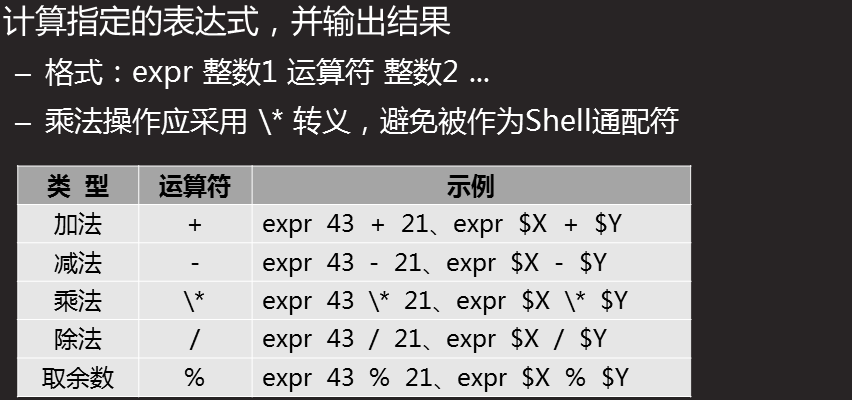 计算指定的表达式，并输出结果
– 格式：expr 整数1 运算符 整数2 ...
– 乘法操作应采用 \* 转义，避免被作为Shell通配符
类 型 运算符 示例
加法 + expr 43 + 21、expr $X + $Y
减法 - expr 43 - 21、expr $X - $Y
乘法 \* expr 43 \* 21、expr $X \* $Y
除法 / expr 43 / 21、expr $X / $Y
取余数 % expr 43 % 21、expr $X % $Y